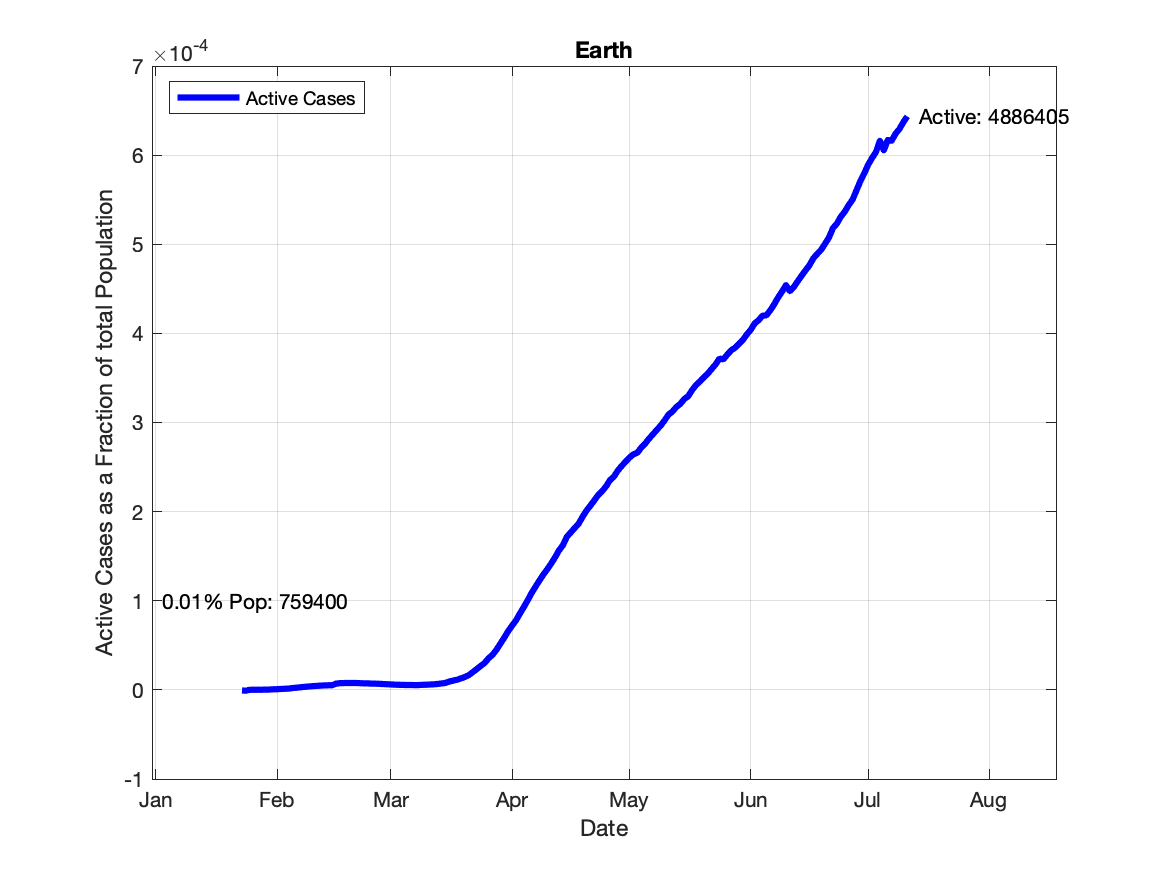 Earth
×10-4
7
6
5
4
3
2
1
0
-1
Active Cases as a Fraction of total Population
Active Cases
Active: 4886405
0.01% Pop: 759400
Jan Feb Mar Apr May Jun Jul Aug
Date